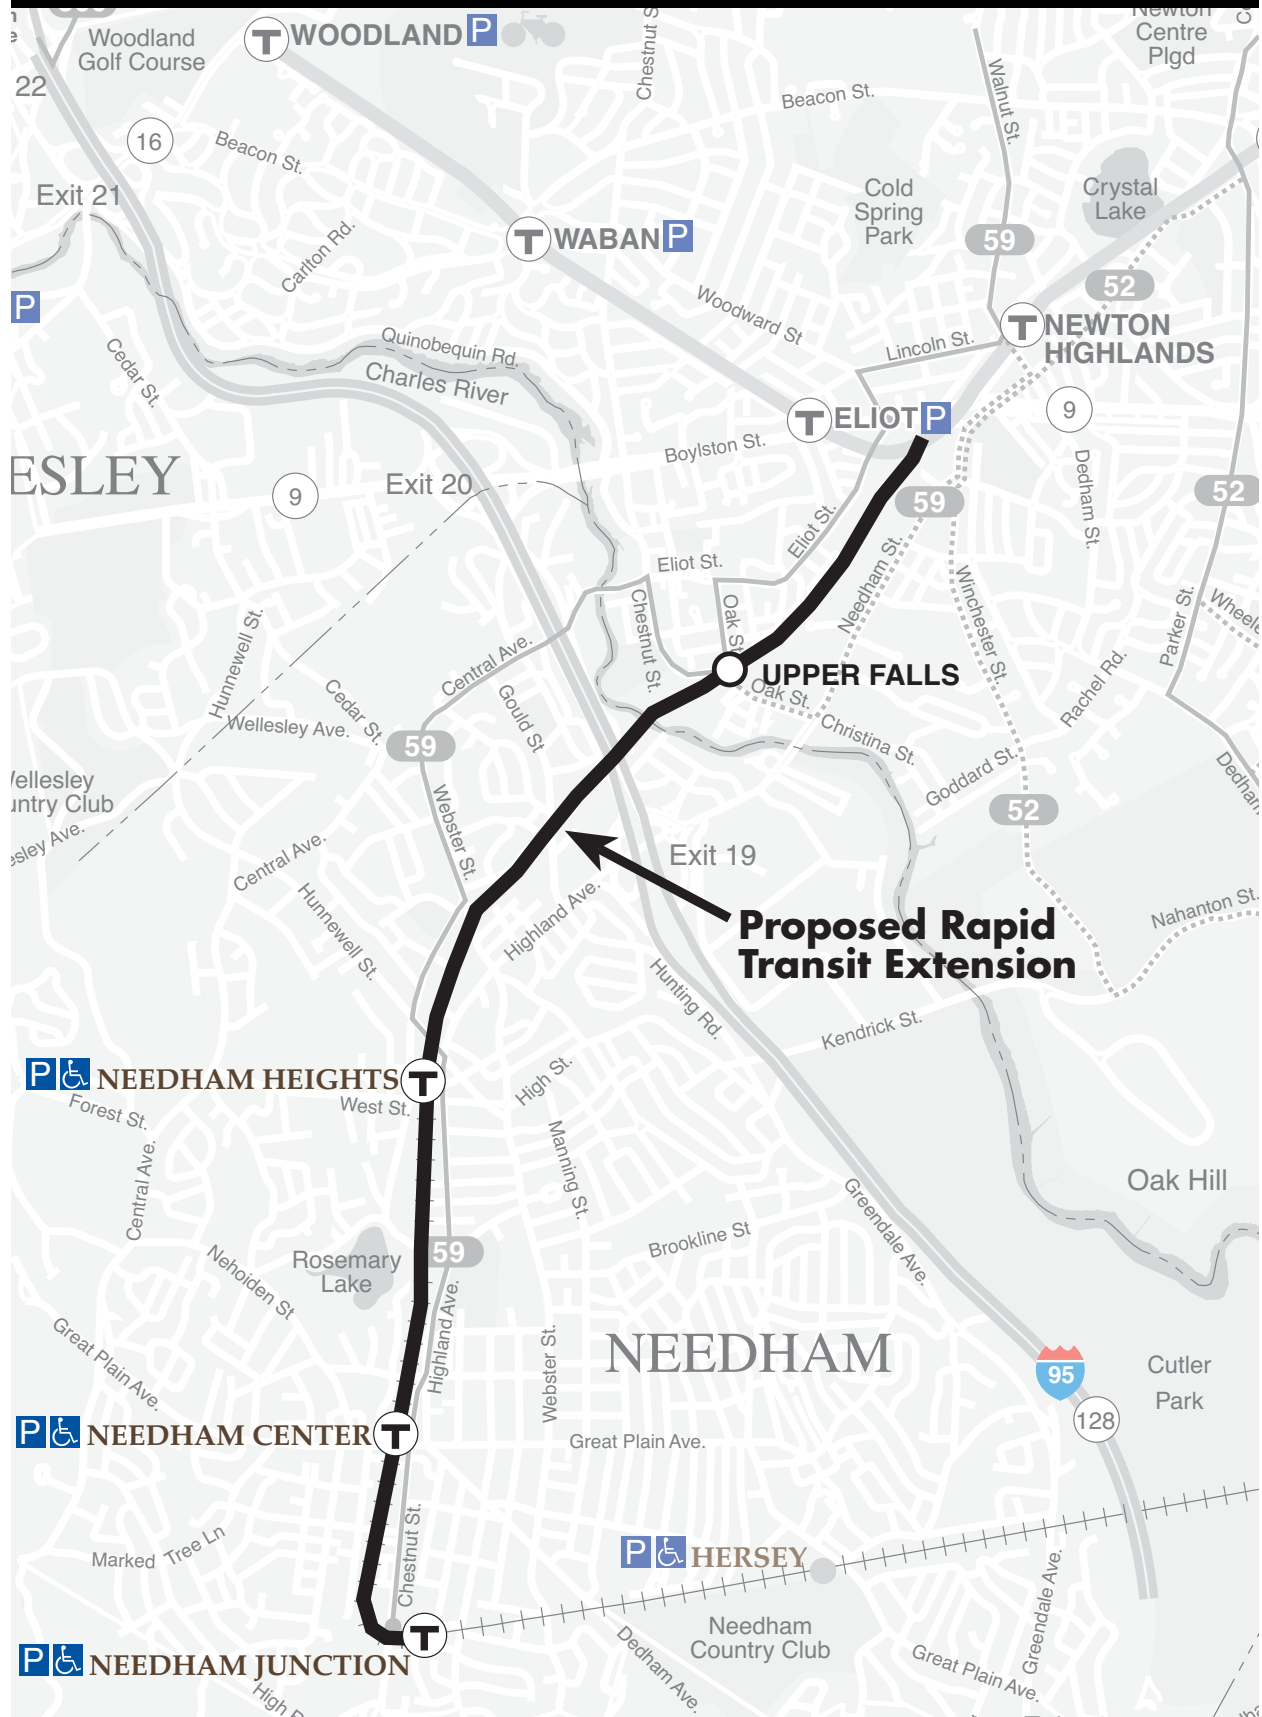 Woodland
Golf Course
T WOODLAND P
Chestnut S
Newton
Centre
Plgd
22
16
Beacon St.
Beacon St.
Walnut St.
Exit 21
Carlton Rd.
T WABAN P
Cold
Spring
Park
Crystal
Lake
59
52
P
Woodward St
T NEWTON
HIGHLANDS
Cedar St.
Quinobequin Rd.
Charles River
Lincoln St.
T ELIOT P
9
ESLEY
Boylston St.
Exit 20
9
Dedham St.
59
52
Eliot St.
Eliot St.
Needham St.
Winchester St.
Chestnut St.
Oak St.
Parker St.
Wheele
Hunnewell St.
Central Ave.
UPPER FALLS
Rachel Rd.
Cedar St.
Gould St
Oak St.
Wellesley Ave.
59
Christina St.
Goddard St.
Dedham
ellesley
untry Club
esley Ave.
Webster St.
52
Central Ave.
Exit 19
Hunnewell St.
Highland Ave.
Nahanton St.
Proposed Rapid
Transit Extension
Hunting Rd.
Kendrick St.
P NEEDHAM HEIGHTS T
High St.
Forest St.
West St.
Central Ave.
Manning St.
Oak Hill
Greendale Ave.
Nehoiden St
Rosemary
Lake
59
Brookline St
Great Plain Ave.
Highland Ave.
Webster St.
NEEDHAM
95
Cutler
Park
128
P NEEDHAM CENTER T
Great Plain Ave.
Marked Tree Ln
Chestnut St.
P HERSEY
Greendale Ave.
Needham
Country Club
T
P NEEDHAM JUNCTION
Dedham Ave.
Great Plain Ave.
High